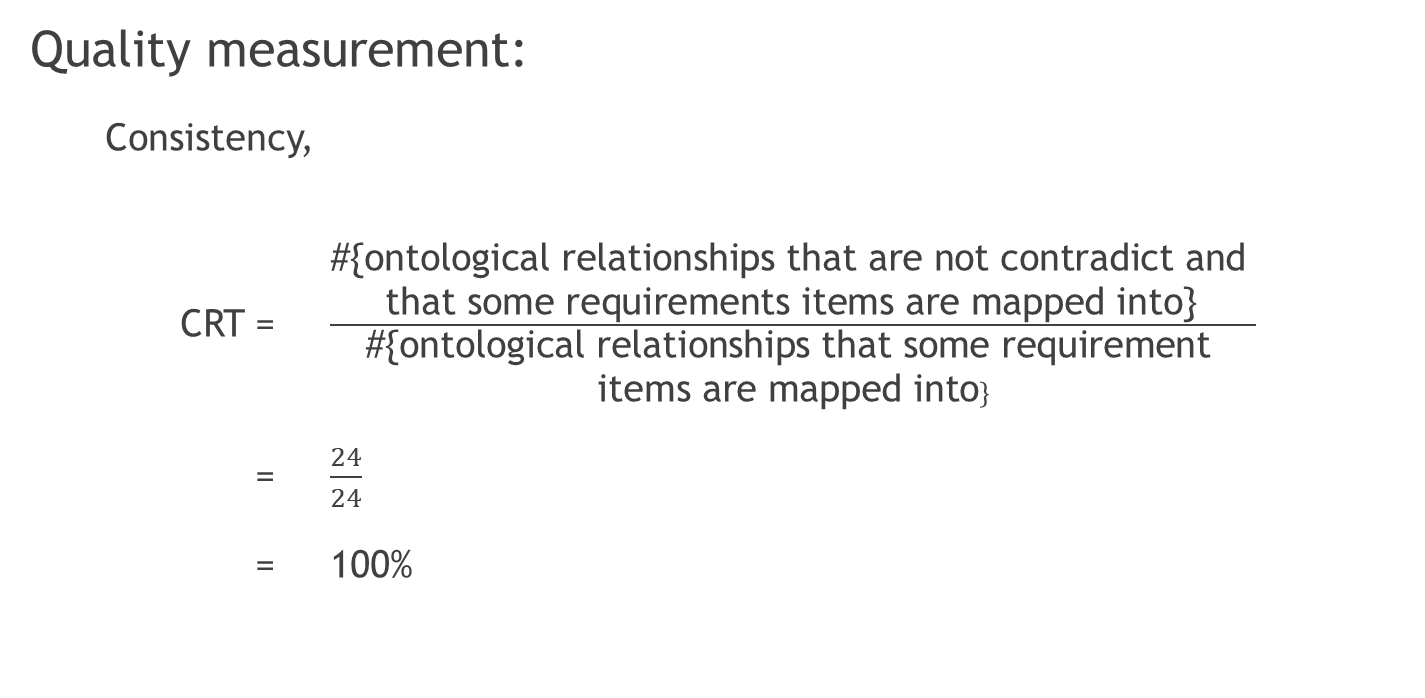 Quality measurement:
Consistency,
#{ontological relationships that are not contradict and
that some requirements items are mapped into}
CRT =
#{ontological relationships that some requirement
items are mapped into}
24
=
24
= 100%